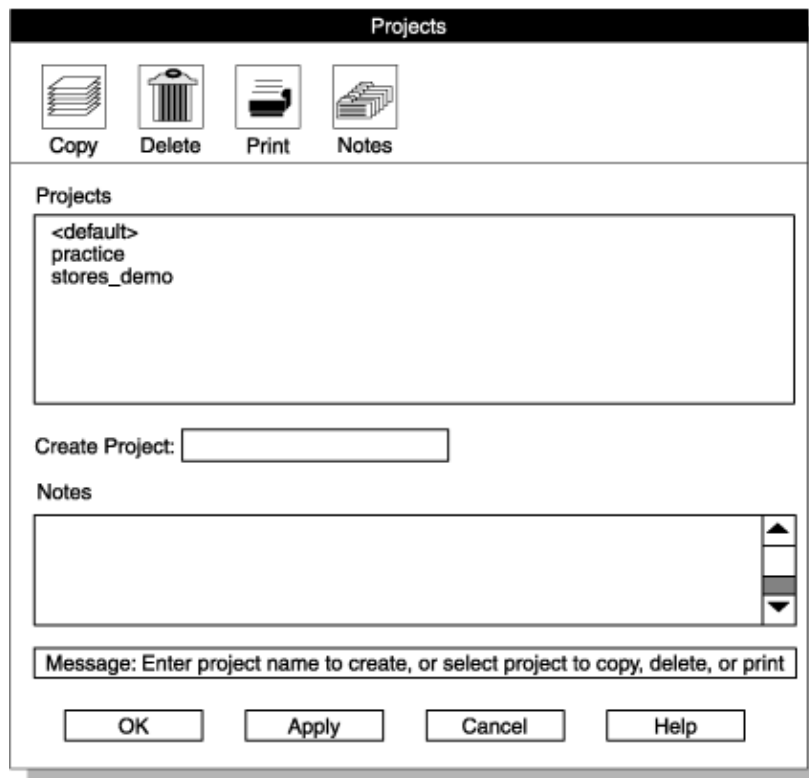 Projects
Copy Delete Print Notes
Projects
<default>
practice
stores_demo
Create Project:
Notes
Message: Enter project name to create, or select project to copy, delete, or print
OK Apply Cancel Help